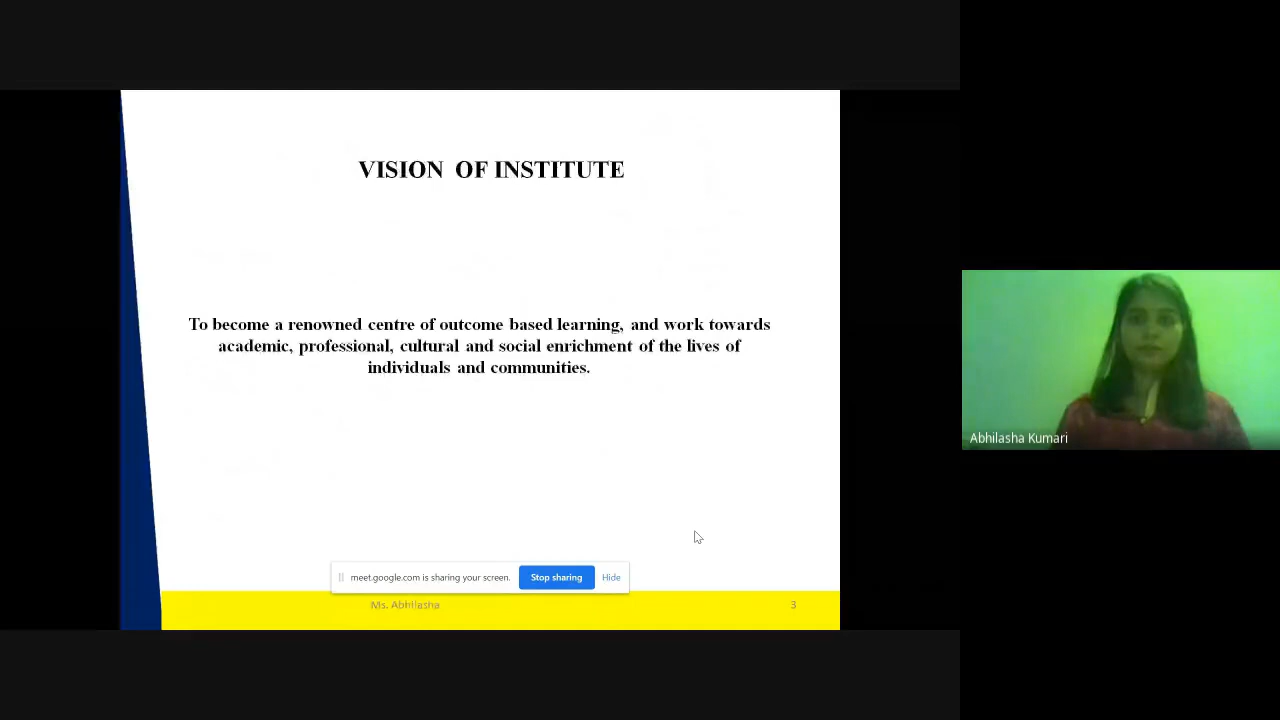 VISION OF INSTITUTE
To become a renowned centre of outcome based learning, and work towards
academic, professional, cultural and social enrichment of the lives of
individuals and communities.
Abhilasha Kumari
meet.google.com is sharing your screen. Stop sharing Hide
Ms. Abhilasha 3